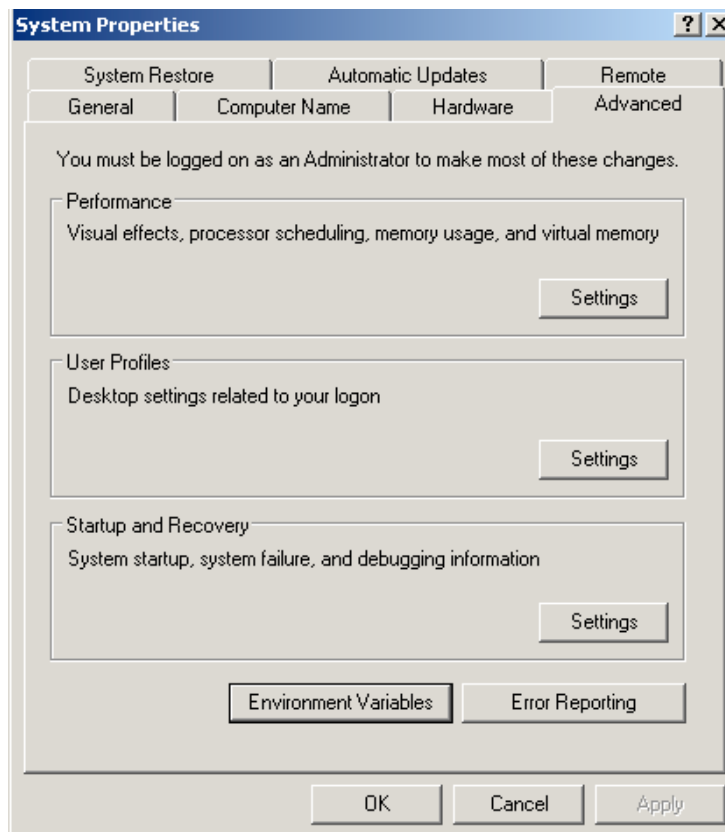 System Properties
System Restore Automatic Updates Remote
General Computer Name Hardware Advanced
You must be logged on as an Administrator to make most of these changes.
Performance
Visual effects, processor scheduling, memory usage, and virtual memory
Settings
User Profiles
Desktop settings related to your logon
Settings
Startup and Recovery
System startup, system failure, and debugging information
Settings
Environment Variables Error Reporting
OK Cancel Apply